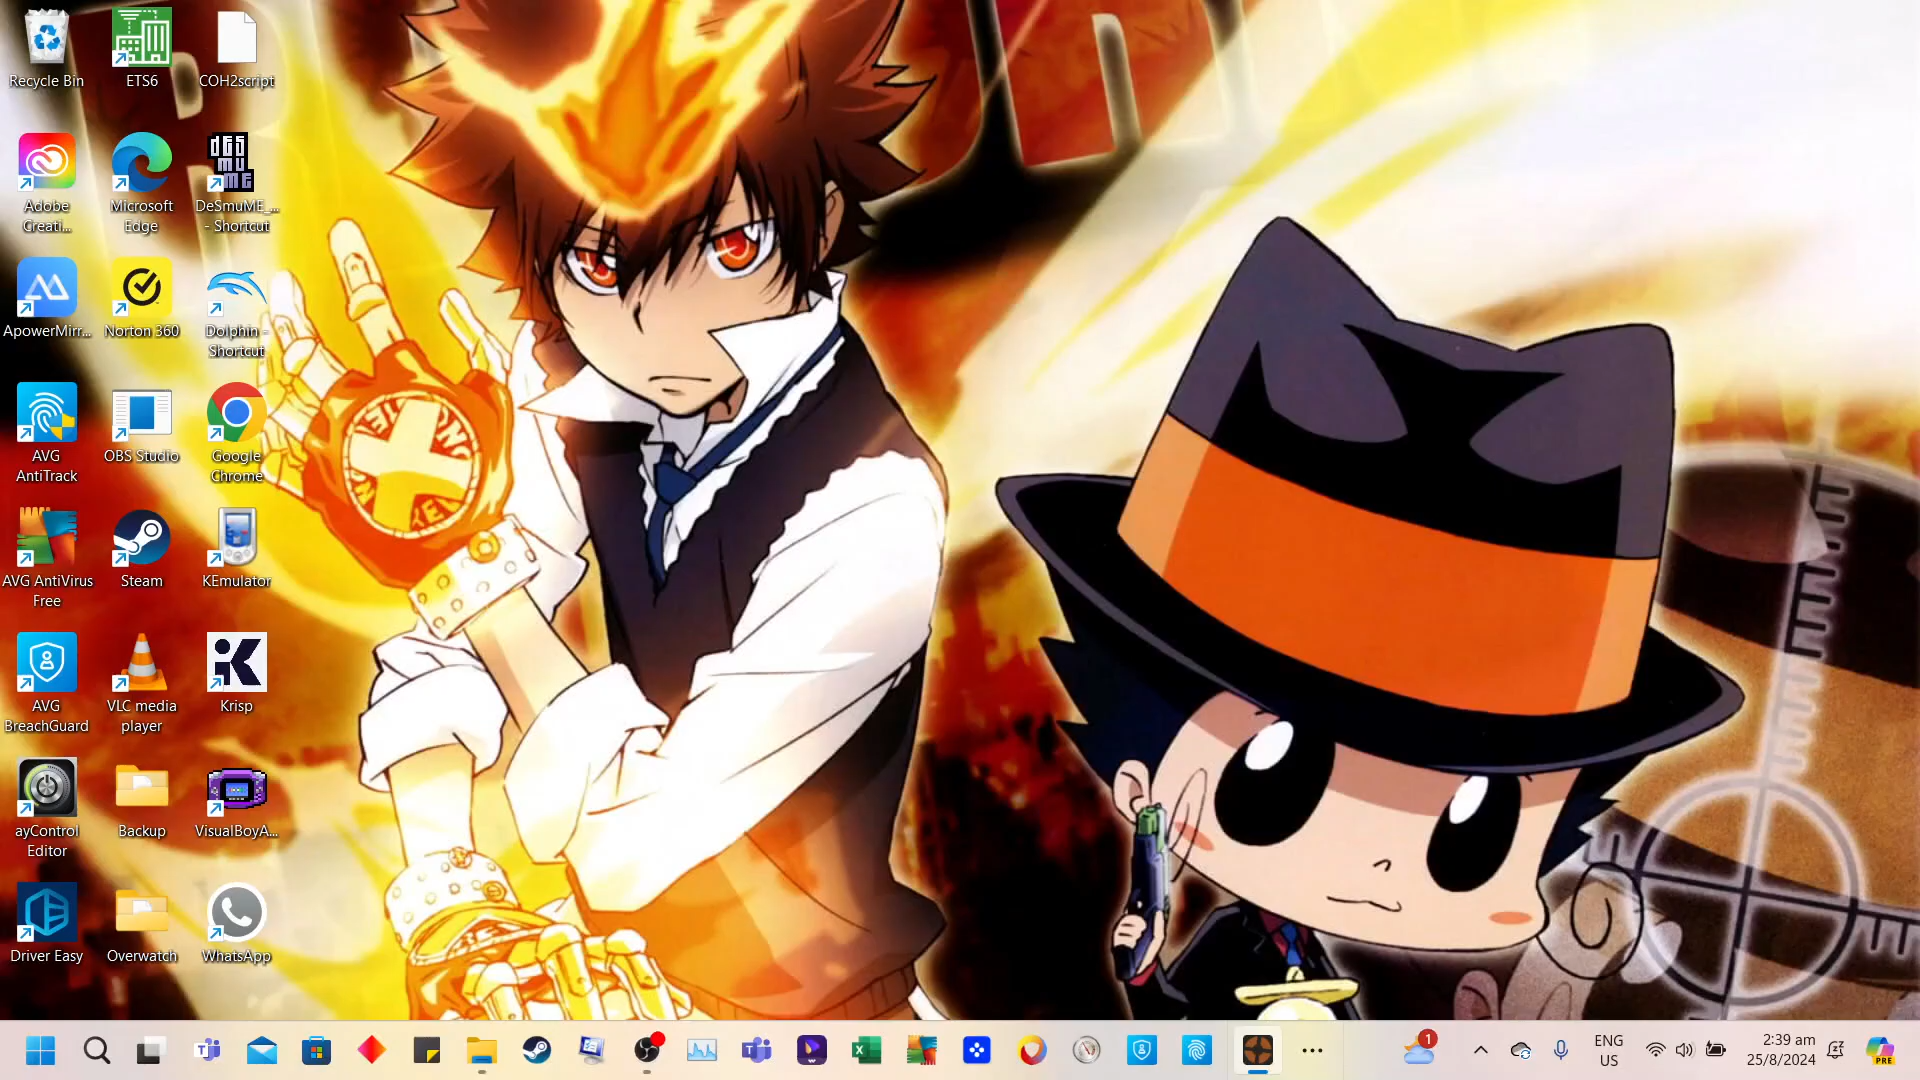 Recycle Bin
ETS6
COH2script
Adobe
Creati...
Microsoft
Edge
DeSmuME_...
- Shortcut
ApowerMirr...
Norton 360
Dolphin -
Shortcut
AVG
AntiTrack
OBS Studio
Google
Chrome
AVG AntiVirus
Free
Steam
KEmulator
AVG
BreachGuard
VLC media
player
Krisp
ayControl
Editor
Backup
VisualBoyA...
Driver Easy
Overwatch
WhatsApp
1
ENG
US
2:39 am
25/8/2024
PRE